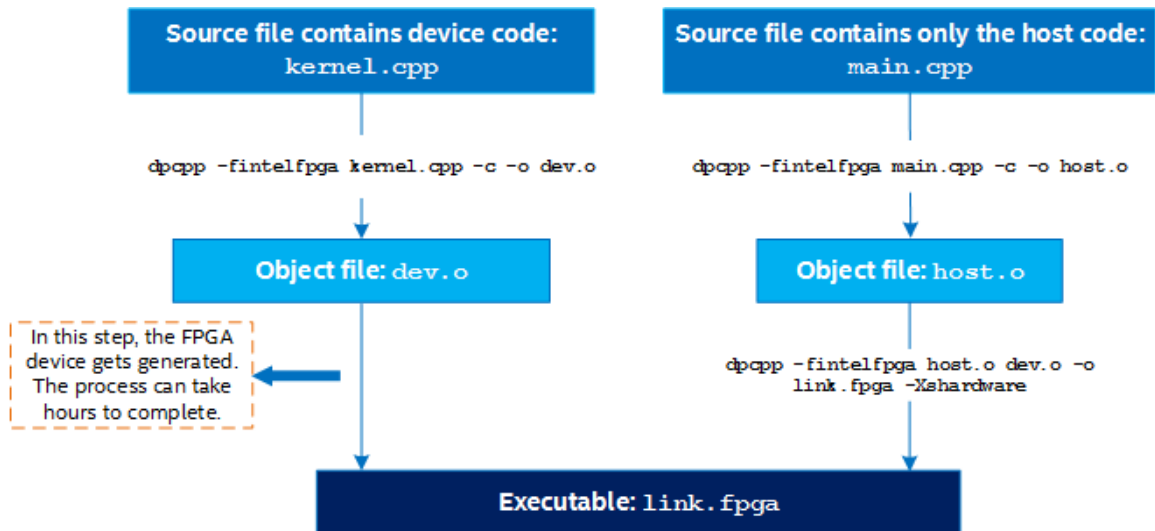 Source file contains device code:
kernel.cpp
Source file contains only the host code:
main.cpp
dpcpp -fintelfpga kernel.cpp -c -o dev.o
dpcpp -fintelfpga main.cpp -c -o host.o
Object file: dev.o
Object file: host.o
In this step, the FPGA
device gets generated.
The process can take
hours to complete.
dpcpp -fintelfpga host.o dev.o -o
link.fpga -Xshardware
Executable: link.fpga